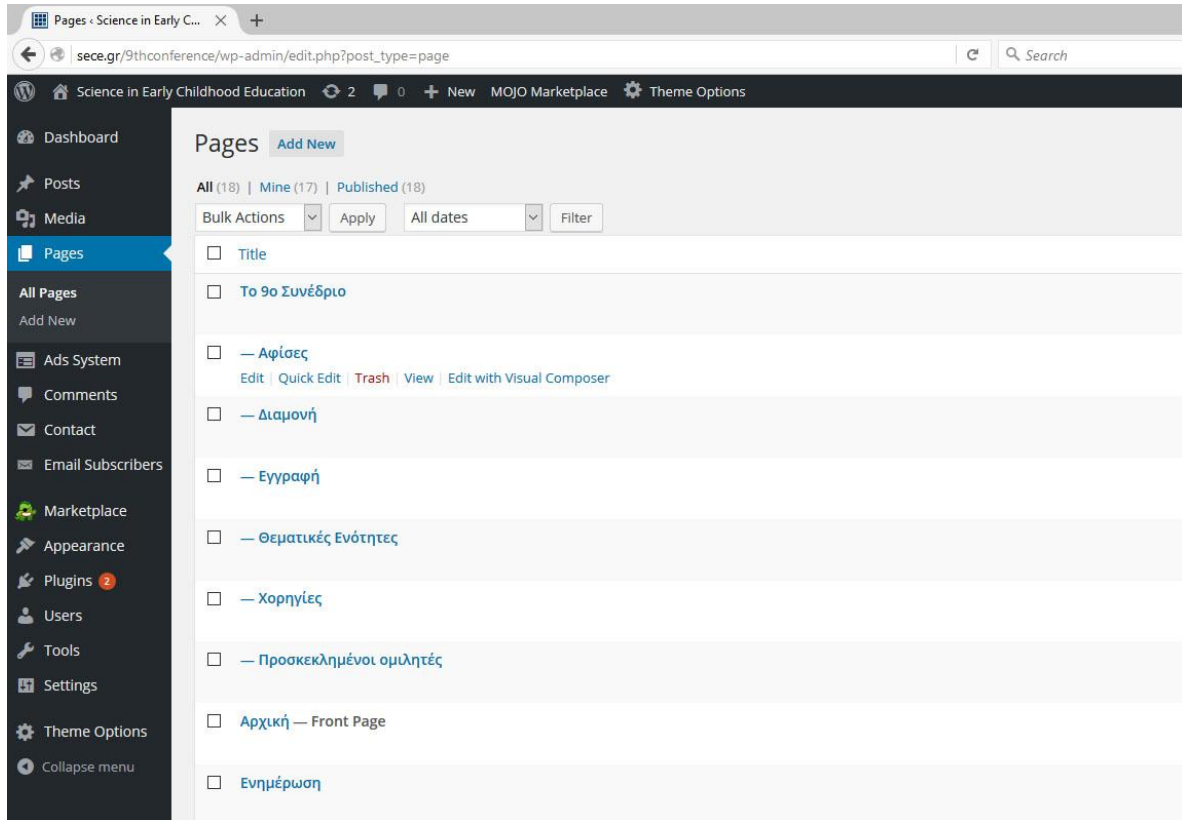 Pages ‹ Science in Early C...
sece.gr/9thconference/wp-admin/edit.php?post_type=page
Search
Science in Early Childhood Education 2 0 New MOJO Marketplace Theme Options
Dashboard
Posts
Media
Pages
All Pages
Add New
Ads System
Comments
Contact
Email Subscribers
Marketplace
Appearance
Plugins 2
Users
Tools
Settings
Theme Options
Collapse menu
Pages Add New
All (18) | Mine (17) | Published (18)
Bulk Actions Apply All dates Filter
Title
Το 9ο Συνέδριο
— Αφίσες
Edit | Quick Edit | Trash | View | Edit with Visual Composer
— Διαμονή
— Εγγραφή
— Θεματικές Ενότητες
— Χορηγίες
— Προσκεκλημένοι ομιλητές
Αρχική — Front Page
Ενημέρωση